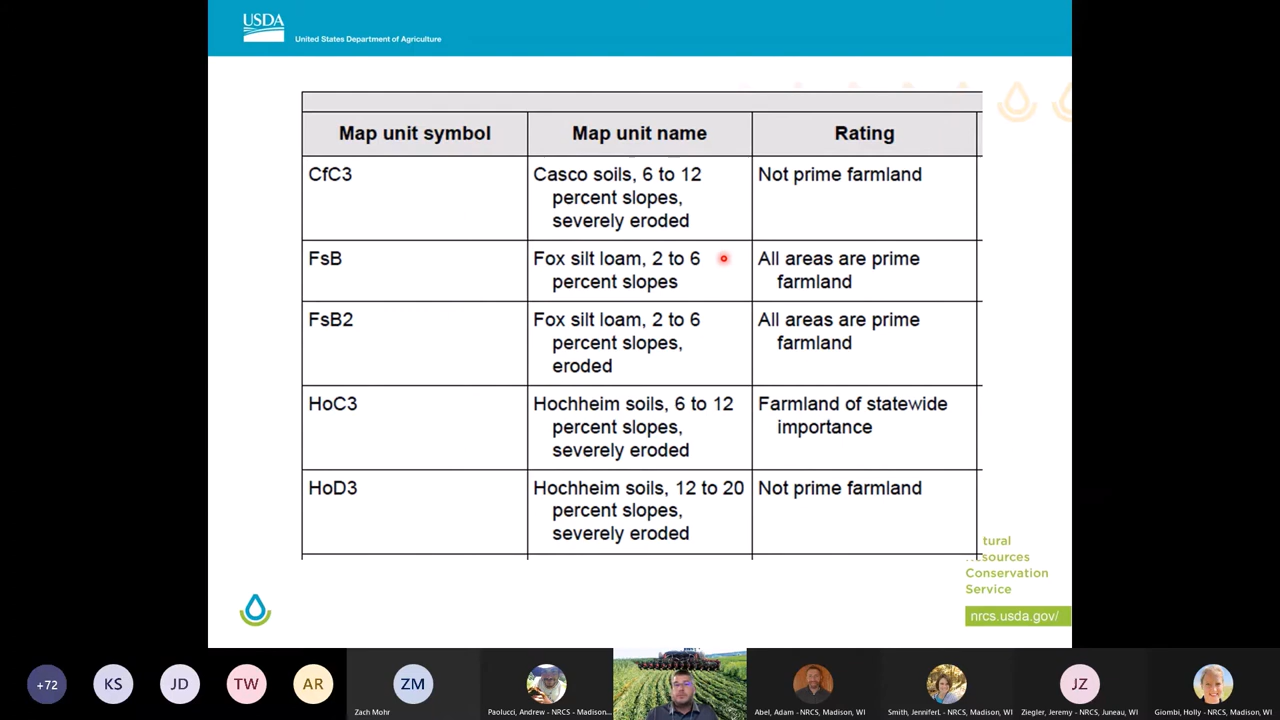 USDA
United States Department of Agriculture
Map unit symbol
Map unit name
Rating
CfC3
Casco soils, 6 to 12
percent slopes,
severely eroded
Not prime farmland
FsB
Fox silt loam, 2 to 6
percent slopes
All areas are prime
farmland
FsB2
Fox silt loam, 2 to 6
percent slopes,
eroded
All areas are prime
farmland
HoC3
Hochheim soils, 6 to 12
percent slopes,
severely eroded
Farmland of statewide
importance
HoD3
Hochheim soils, 12 to 20
percent slopes,
severely eroded
Not prime farmland
tural
esources
Conservation
Service
nrcs.usda.gov/
+72
KS
JD
TW
AR
ZM
JZ
Zach Mohr
Paolucci, Andrew - NRCS - Madison...
Abel, Adam - NRCS, Madison, WI
Smith, JenniferL - NRCS, Madison, WI
Ziegler, Jeremy - NRCS, Juneau, WI
Giombi, Holly - NRCS, Madison, WI